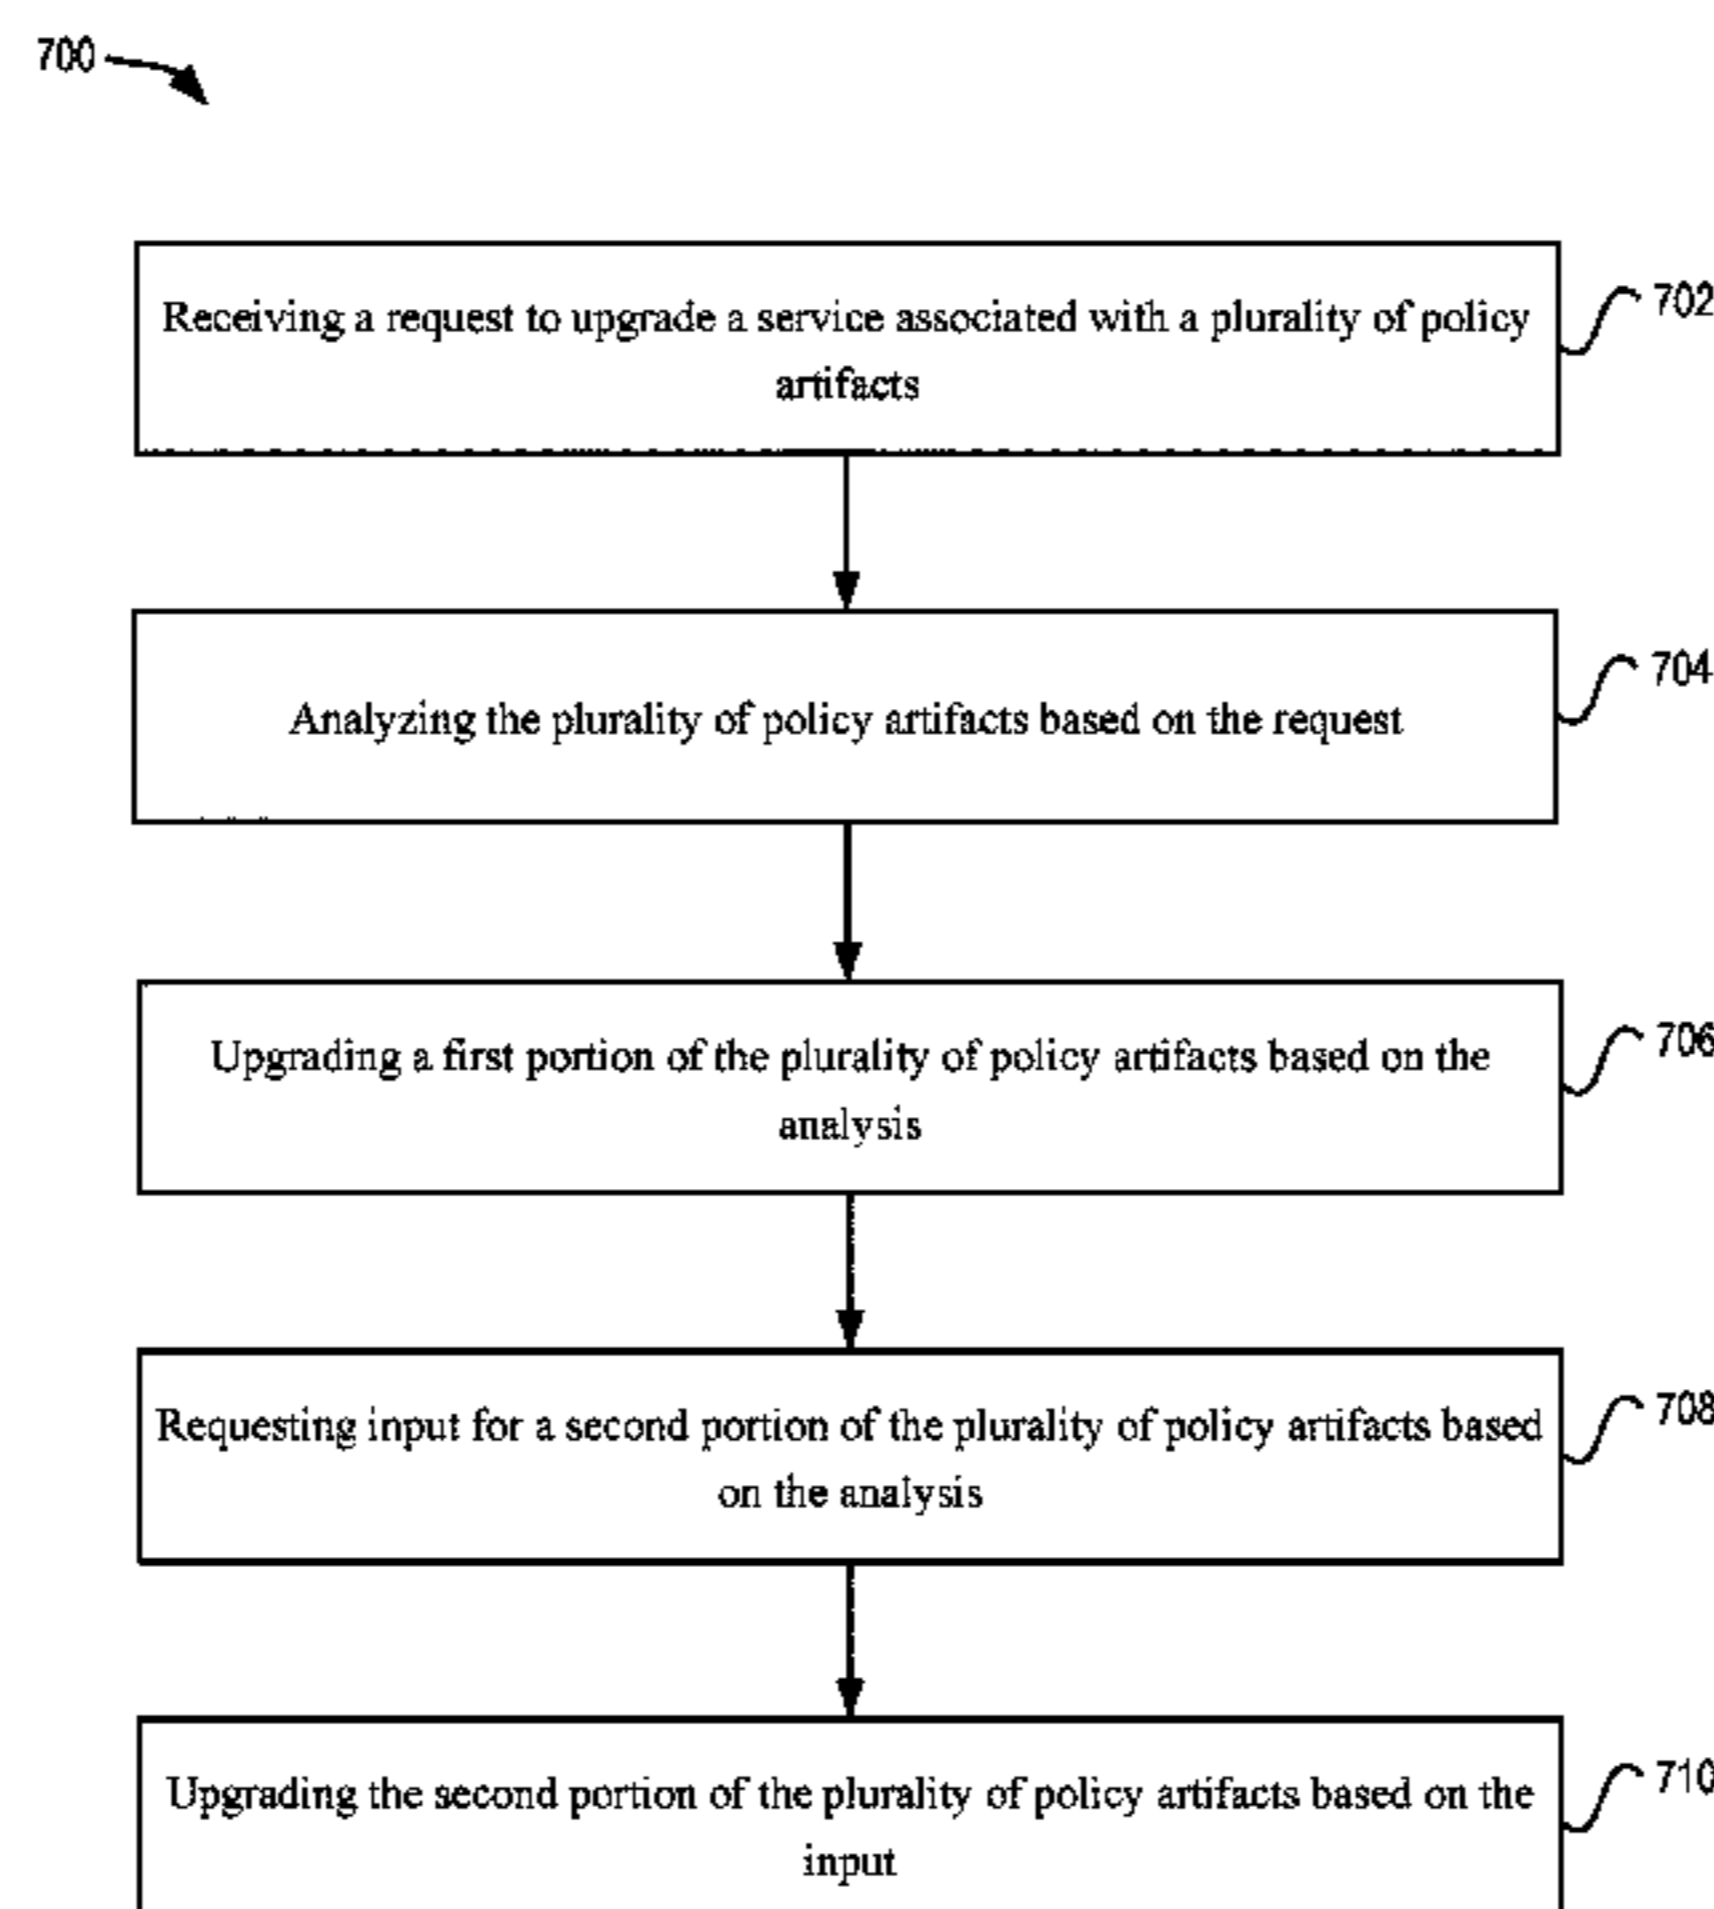 700
Receiving a request to upgrade a service associated with a plurality of policy
artifacts
702
Analyzing the plurality of policy artifacts based on the request
704
Upgrading a first portion of the plurality of policy artifacts based on the
analysis
706
Requesting input for a second portion of the plurality of policy artifacts based
on the analysis
708
Upgrading the second portion of the plurality of policy artifacts based on the
input
710